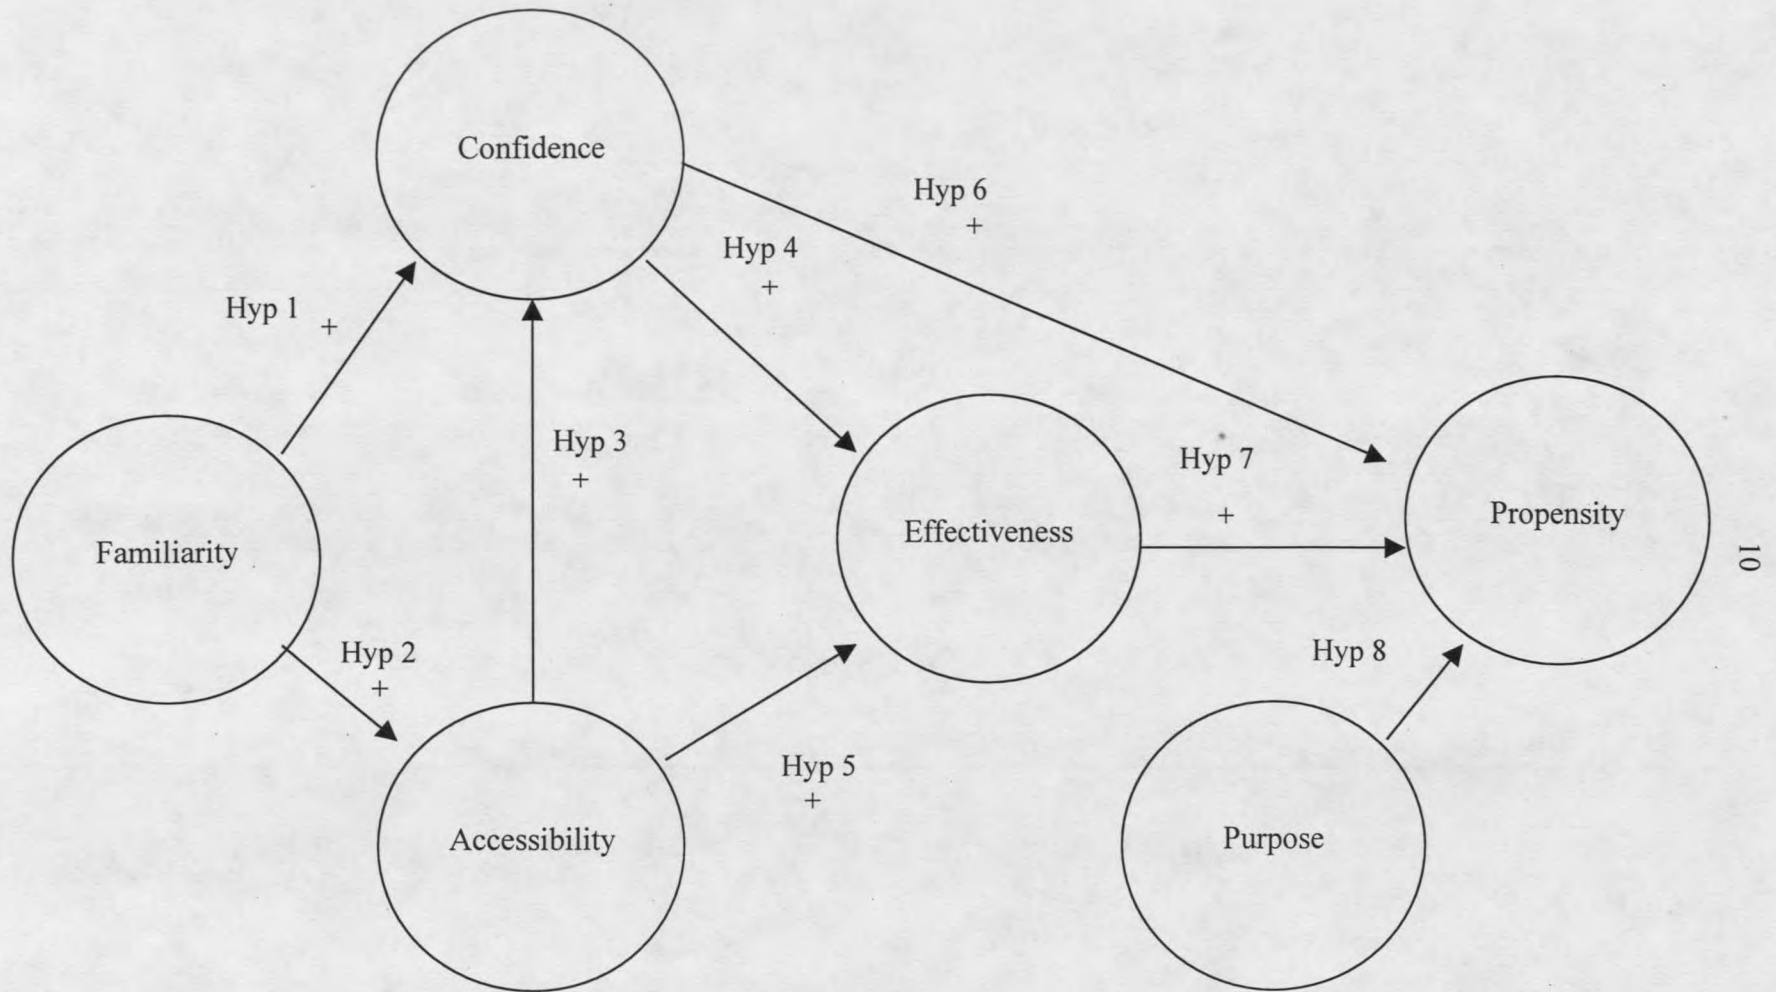 Confidence
Hyp 6
+
Hyp 4
+
Hyp 1
+
Hyp 3
+
Hyp 7
+
Propensity
Effectiveness
Familiarity
10
Hyp 2
+
Hyp 8
Hyp 5
+
Accessibility
Purpose